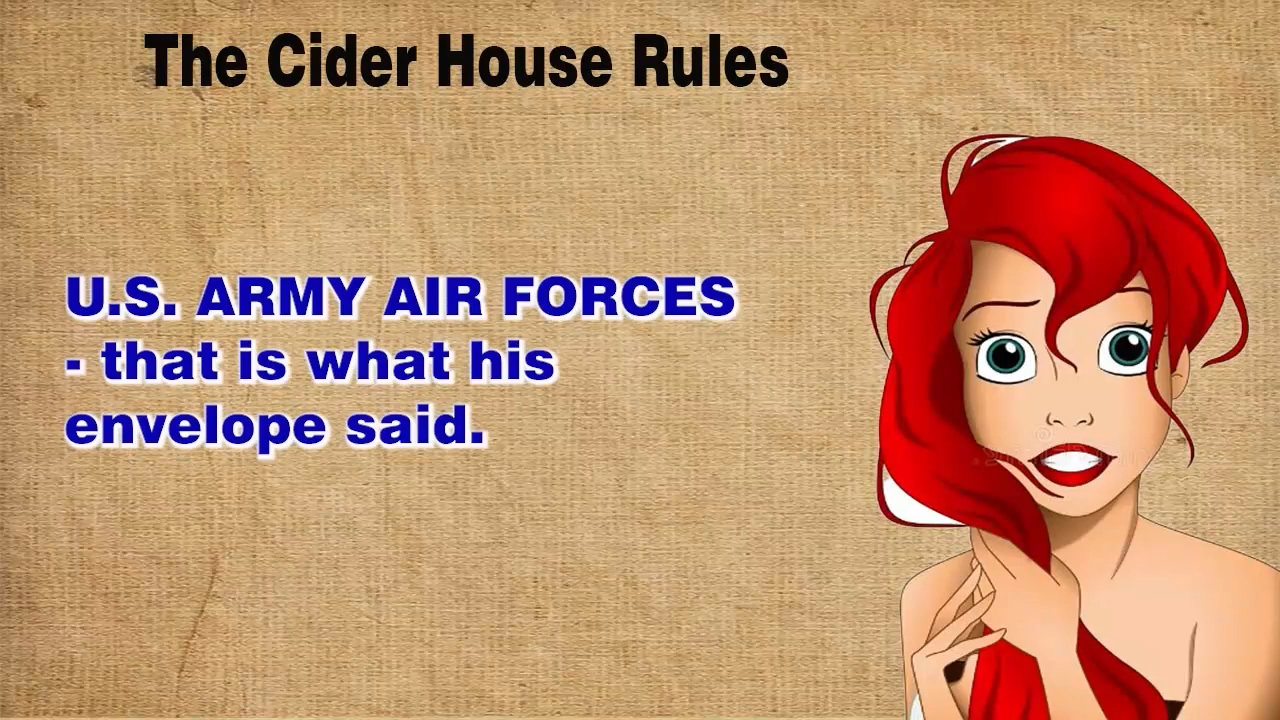 The Cider House Rules
U.S. ARMY AIR FORCES
- that is what his
envelope said.